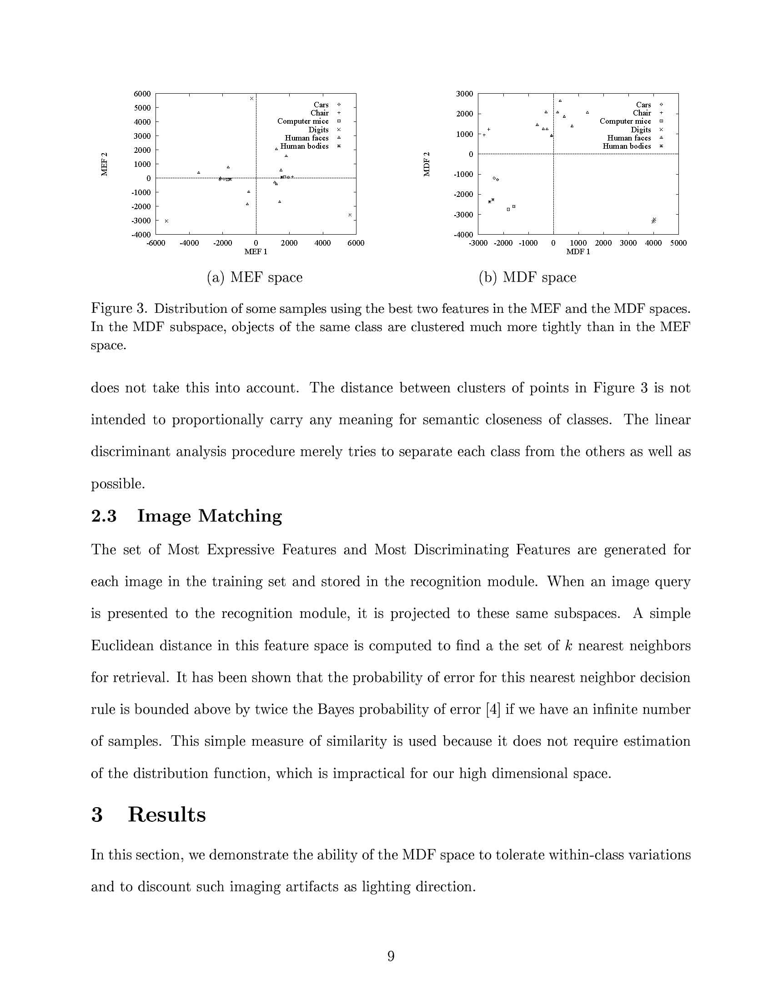 6000
5000
4000
3000
2000
1000
0
-1000
-2000
-3000
-4000
MEF 2
-6000 -4000 -2000 0 2000 4000 6000
MEF 1
Cars
Chair
Computer mice
Digits
Human faces
Human bodies
(a) MEF space
3000
2000
1000
0
-1000
-2000
-3000
-4000
MDF 2
-3000 -2000 -1000 0 1000 2000 3000 4000 5000
MDF 1
Cars
Chair
Computer mice
Digits
Human faces
Human bodies
(b) MDF space
Figure 3. Distribution of some samples using the best two features in the MEF and the MDF spaces.
In the MDF subspace, objects of the same class are clustered much more tightly than in the MEF
space.
does not take this into account. The distance between clusters of points in Figure 3 is not
intended to proportionally carry any meaning for semantic closeness of classes. The linear
discriminant analysis procedure merely tries to separate each class from the others as well as
possible.
2.3 Image Matching
The set of Most Expressive Features and Most Discriminating Features are generated for
each image in the training set and stored in the recognition module. When an image query
is presented to the recognition module, it is projected to these same subspaces. A simple
Euclidean distance in this feature space is computed to find a the set of k nearest neighbors
for retrieval. It has been shown that the probability of error for this nearest neighbor decision
rule is bounded above by twice the Bayes probability of error [4] if we have an infinite number
of samples. This simple measure of similarity is used because it does not require estimation
of the distribution function, which is impractical for our high dimensional space.
3 Results
In this section, we demonstrate the ability of the MDF space to tolerate within-class variations
and to discount such imaging artifacts as lighting direction.
9